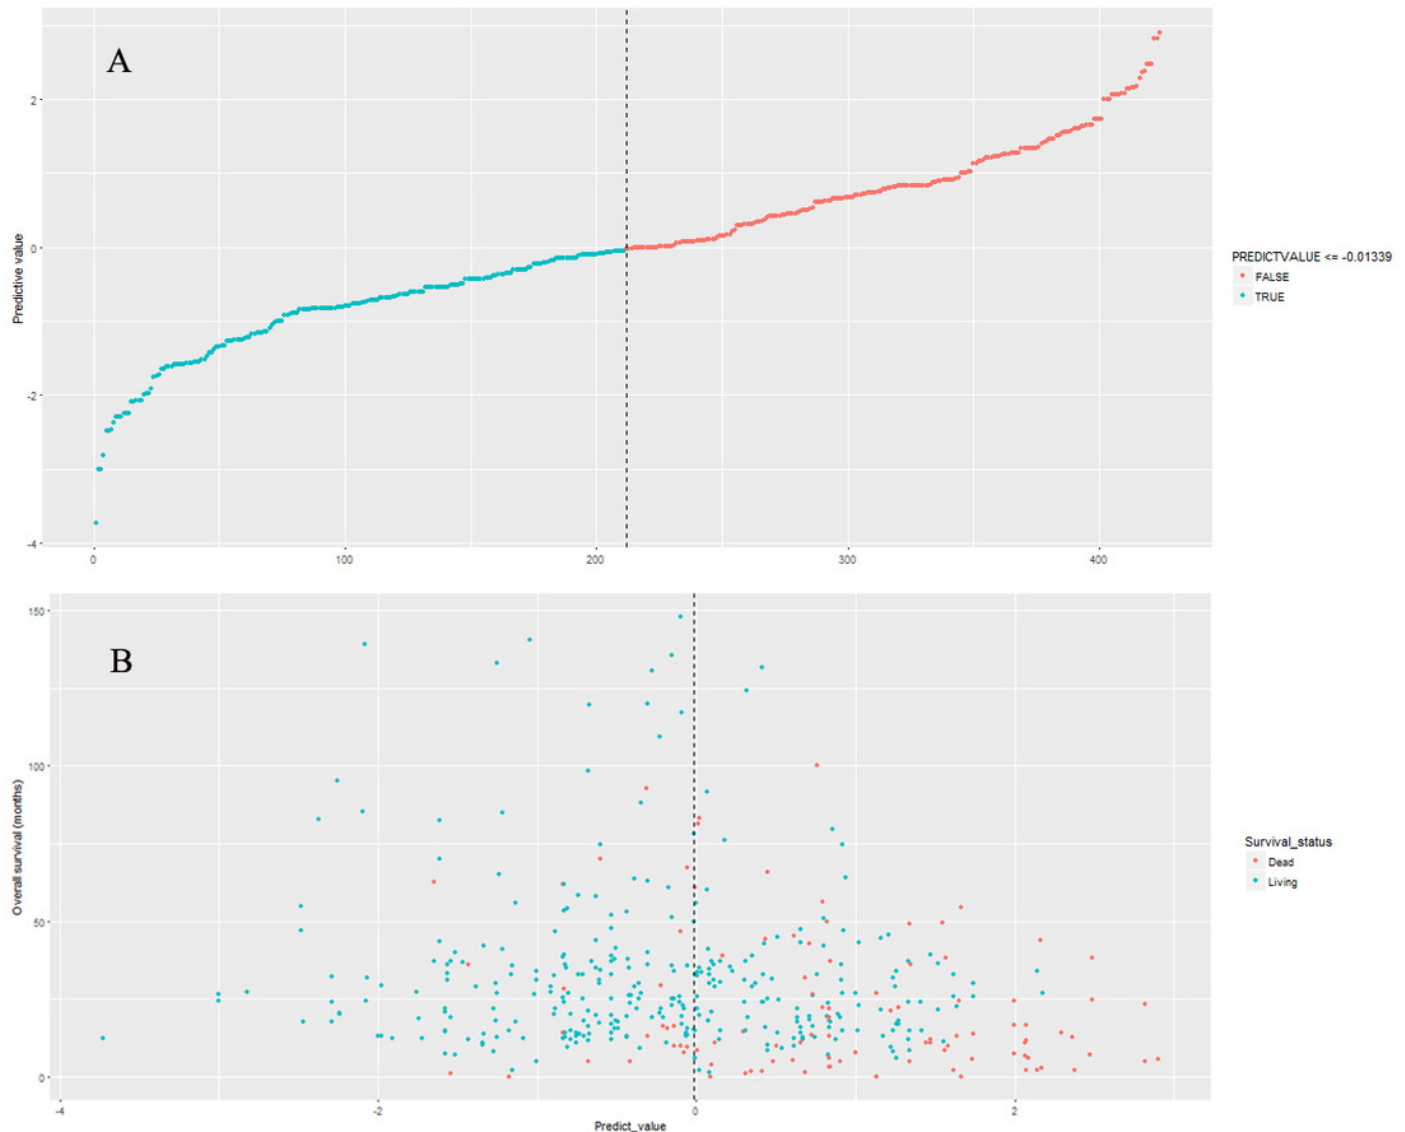 A
2
0
-2
-4
Predictive value
0 100 200 300 400
PREDICTVALUE <= -0.01339
FALSE
TRUE
B
150
100
50
0
Overall survival (months)
-4 -2 0 2
Predict_value
Survival_status
Dead
Living